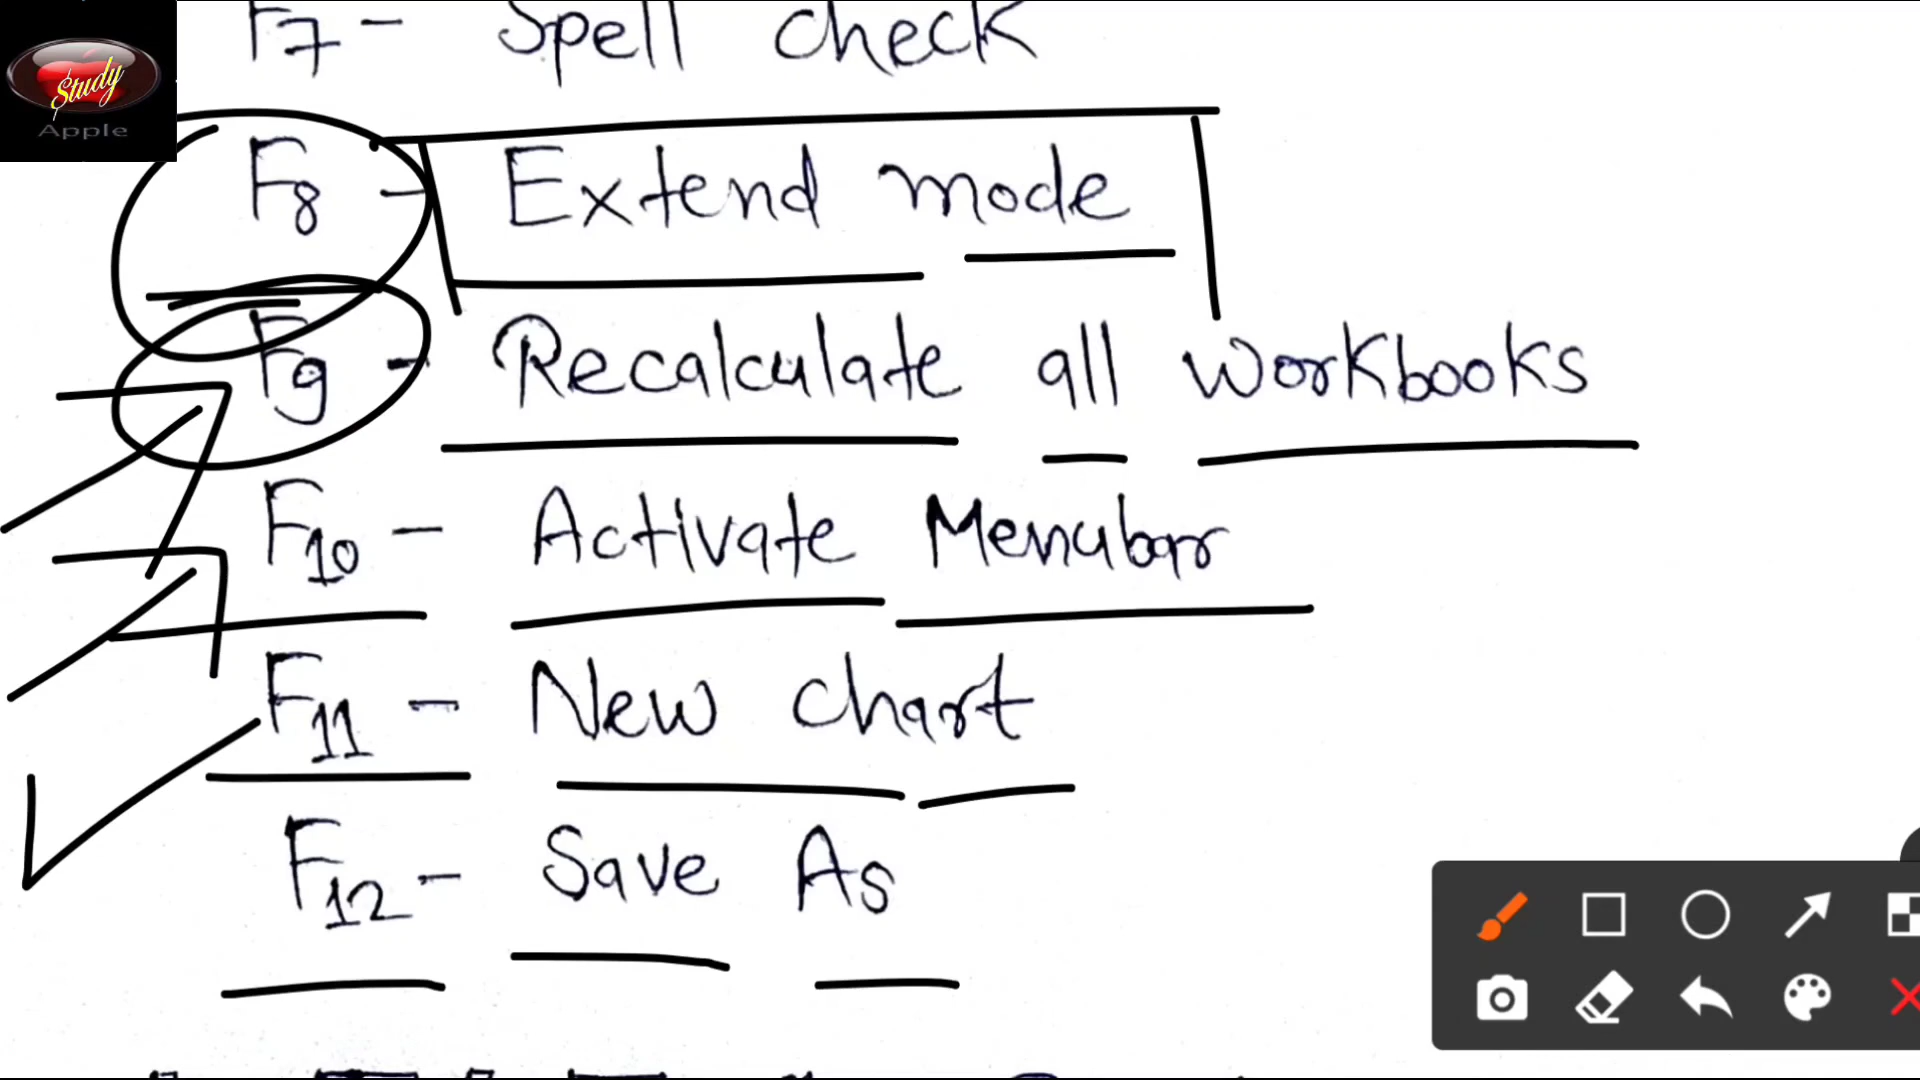 F7 - Spell check
Study
Apple
F8 - Extend mode
F9 - Recalculate all workbooks
F10 - Activate Menubar
F11 - New chart
F12 - Save As